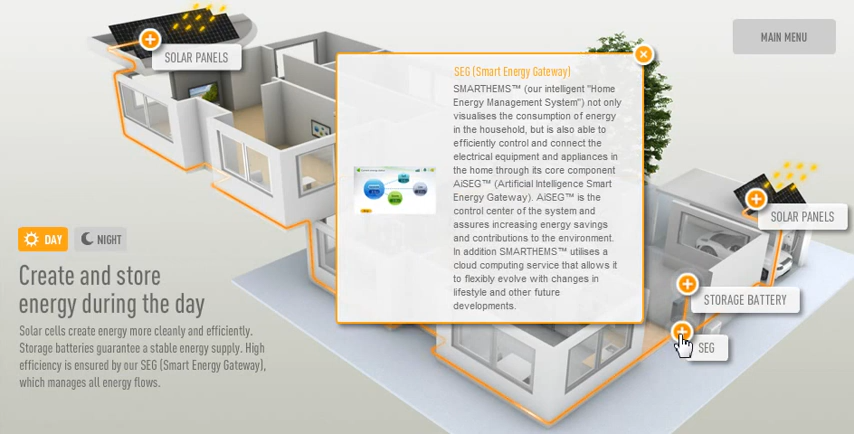 SOLAR PANELS
MAIN MENU
SEG (Smart Energy Gateway)
SMARTHEMS™ (our intelligent "Home
Energy Management System") not only
visualises the consumption of energy
in the household, but is also able to
efficiently control and connect the
electrical equipment and appliances in
the home through its core component
AiSEG™ (Artificial Intelligence Smart
Energy Gateway). AiSEG™ is the
control center of the system and
assures increasing energy savings
and contributions to the environment.
In addition SMARTHEMS™ utilises a
cloud computing service that allows it
to flexibly evolve with changes in
lifestyle and other future
developments.
SOLAR PANELS
STORAGE BATTERY
SEG
DAY
NIGHT
Create and store
energy during the day
Solar cells create energy more cleanly and efficiently.
Storage batteries guarantee a stable energy supply. High
efficiency is ensured by our SEG (Smart Energy Gateway),
which manages all energy flows.